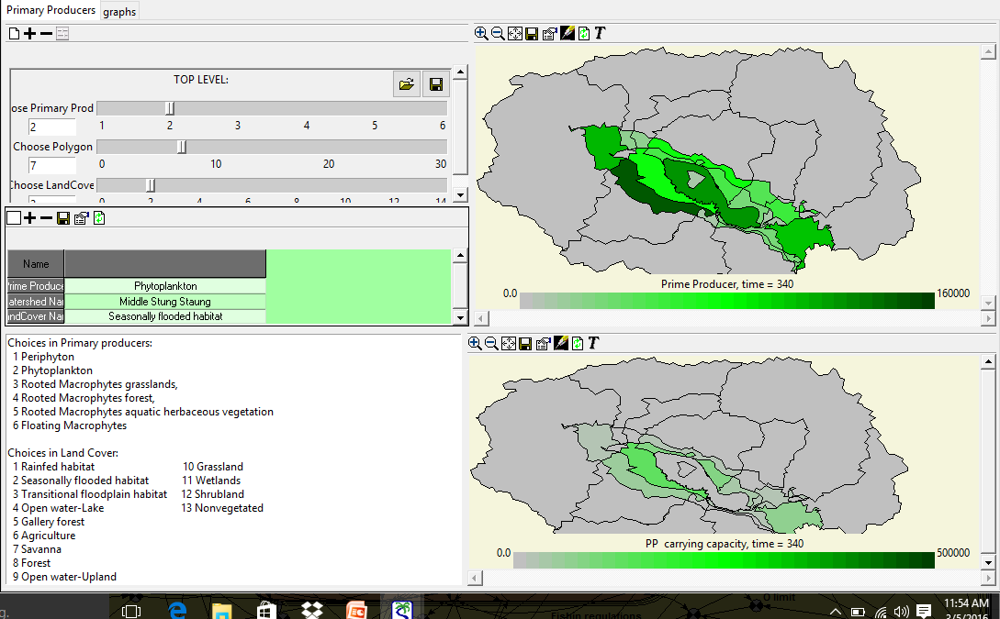 Primary Producers graphs
TOP LEVEL:
ose Primary Prod
2
1 2 3 4 5 6
Choose Polygon
7
0 10 20 30
Choose LandCove
0 2 4 6 8 10 12 14
Name
rime Produce Phytoplankton
atershed Nar Middle Stung Staung
ndCover Nar Seasonally flooded habitat
Choices in Primary producers:
1 Periphyton
2 Phytoplankton
3 Rooted Macrophytes grasslands,
4 Rooted Macrophytes forest,
5 Rooted Macrophytes aquatic herbaceous vegetation
6 Floating Macrophytes
Choices in Land Cover:
1 Rainfed habitat 10 Grassland
2 Seasonally flooded habitat 11 Wetlands
3 Transitional floodplain habitat 12 Shrubland
4 Open water-Lake 13 Nonvegetated
5 Gallery forest
6 Agriculture
7 Savanna
8 Forest
9 Open water-Upland
T
Prime Producer, time = 340
0.0 160000
T
PP carrying capacity, time = 340
0.0 500000
g.
Fishin regulations
O limit
11:54 AM
3/5/2016